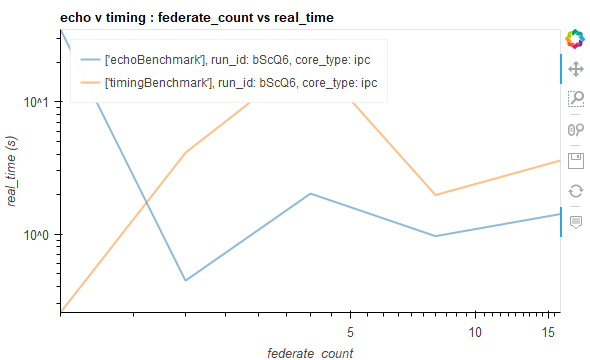 echo v timing : federate_count vs real_time
['echoBenchmark'], run_id: bScQ6, core_type: ipc
['timingBenchmark'], run_id: bScQ6, core_type: ipc
10^1
10^0
real_time (s)
5
10
15
federate_count